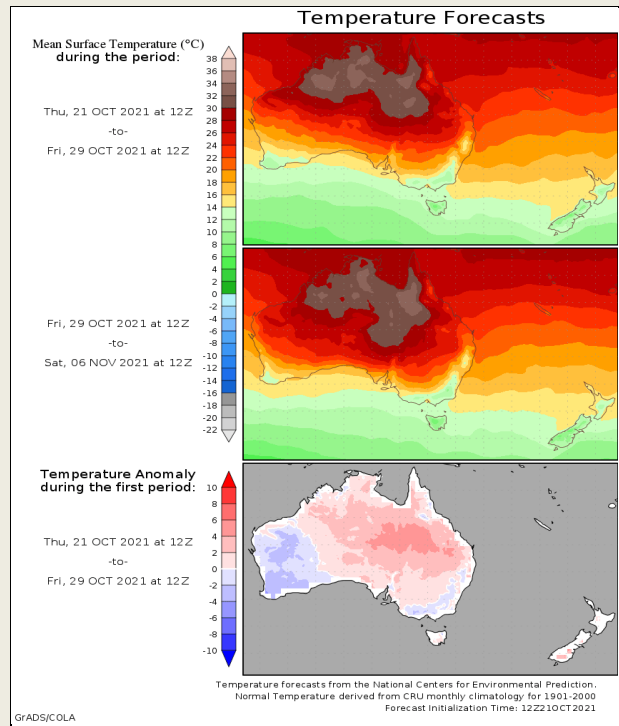 Temperature Forecasts
Mean Surface Temperature (°C)
during the period:
38
36
34
32
30
28
26
24
22
20
18
16
14
12
10
8
6
4
2
0
-2
-4
-6
-8
-10
-12
-14
-16
-18
-20
-22
Thu, 21 OCT 2021 at 12Z
-to-
Fri, 29 OCT 2021 at 12Z
Fri, 29 OCT 2021 at 12Z
-to-
Sat, 06 NOV 2021 at 12Z
Temperature Anomaly
during the first period:
10
8
6
4
2
0
-2
-4
-6
-8
-10
Thu, 21 OCT 2021 at 12Z
-to-
Fri, 29 OCT 2021 at 12Z
Temperature forecasts from the National Centers for Environmental Prediction.
Normal Temperature derived from CRU monthly climatology for 1901-2000
Forecast Initialization Time: 12Z21OCT2021
GrADS/COLA